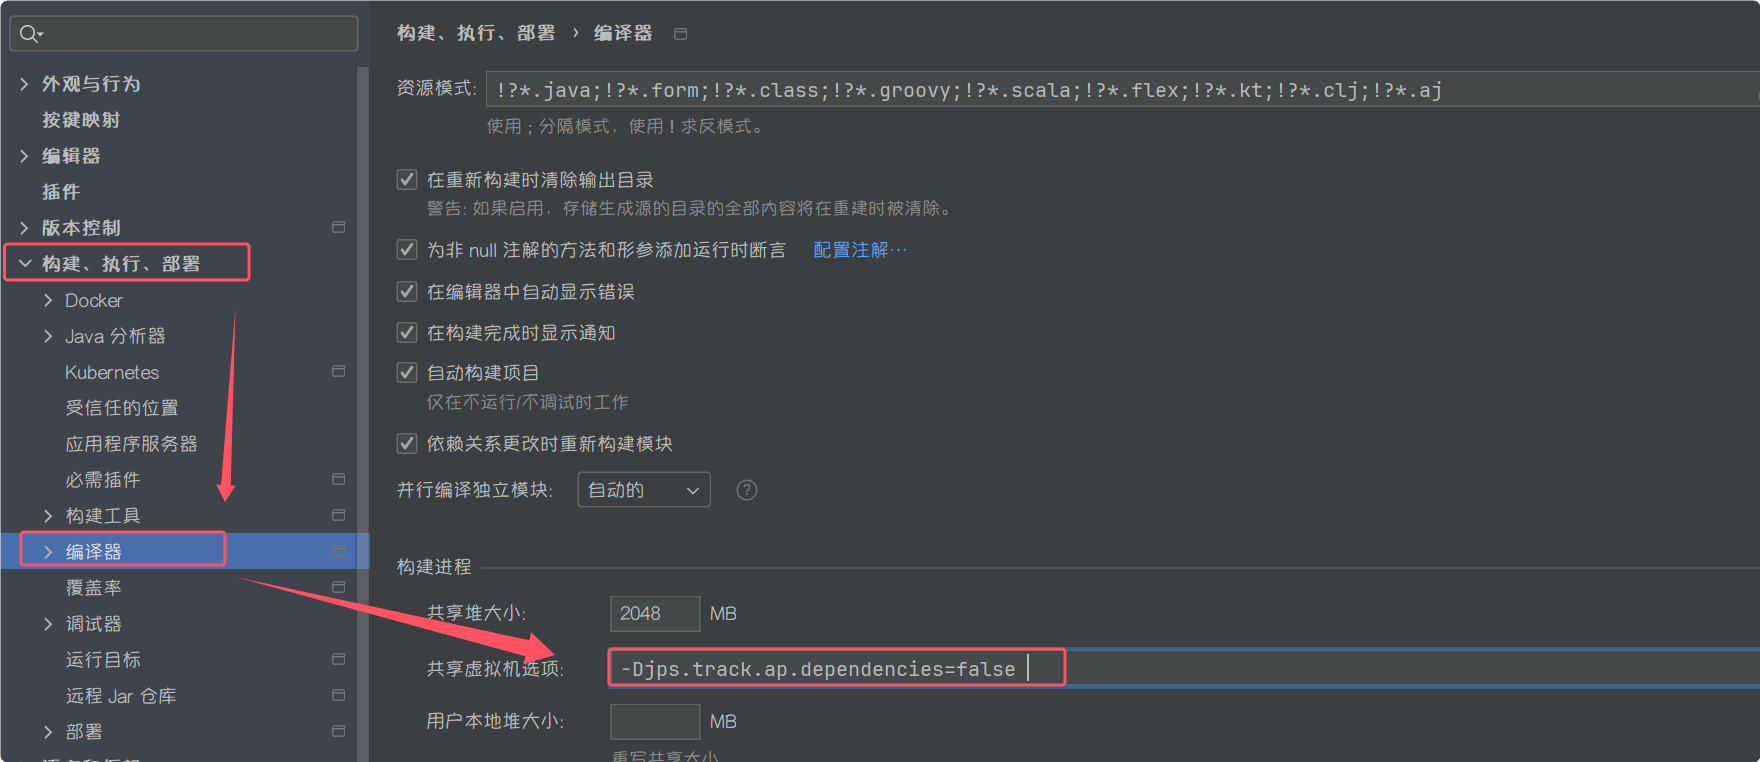 外观与行为
按键映射
编辑器
插件
版本控制
构建、执行、部署
Docker
Java 分析器
Kubernetes
受信任的位置
应用程序服务器
必需插件
构建工具
编译器
覆盖率
调试器
运行目标
远程 Jar 仓库
部署
构建、执行、部署 › 编译器
资源模式: !?*.java;!?*.form;!?*.class;!?*.groovy;!?*.scala;!?*.flex;!?*.kt;!?*.clj;!?*.aj
使用 ; 分隔模式，使用 ! 求反模式。
在重新构建时清除输出目录
警告: 如果启用，存储生成源的目录的全部内容将在重建时被清除。
为非 null 注解的方法和形参添加运行时断言 配置注解…
在编辑器中自动显示错误
在构建完成时显示通知
自动构建项目
仅在不运行/不调试时工作
依赖关系更改时重新构建模块
并行编译独立模块: 自动的 ?
构建进程
共享堆大小: 2048 MB
共享虚拟机选项: -Djps.track.ap.dependencies=false
用户本地堆大小: MB
重写共享大小